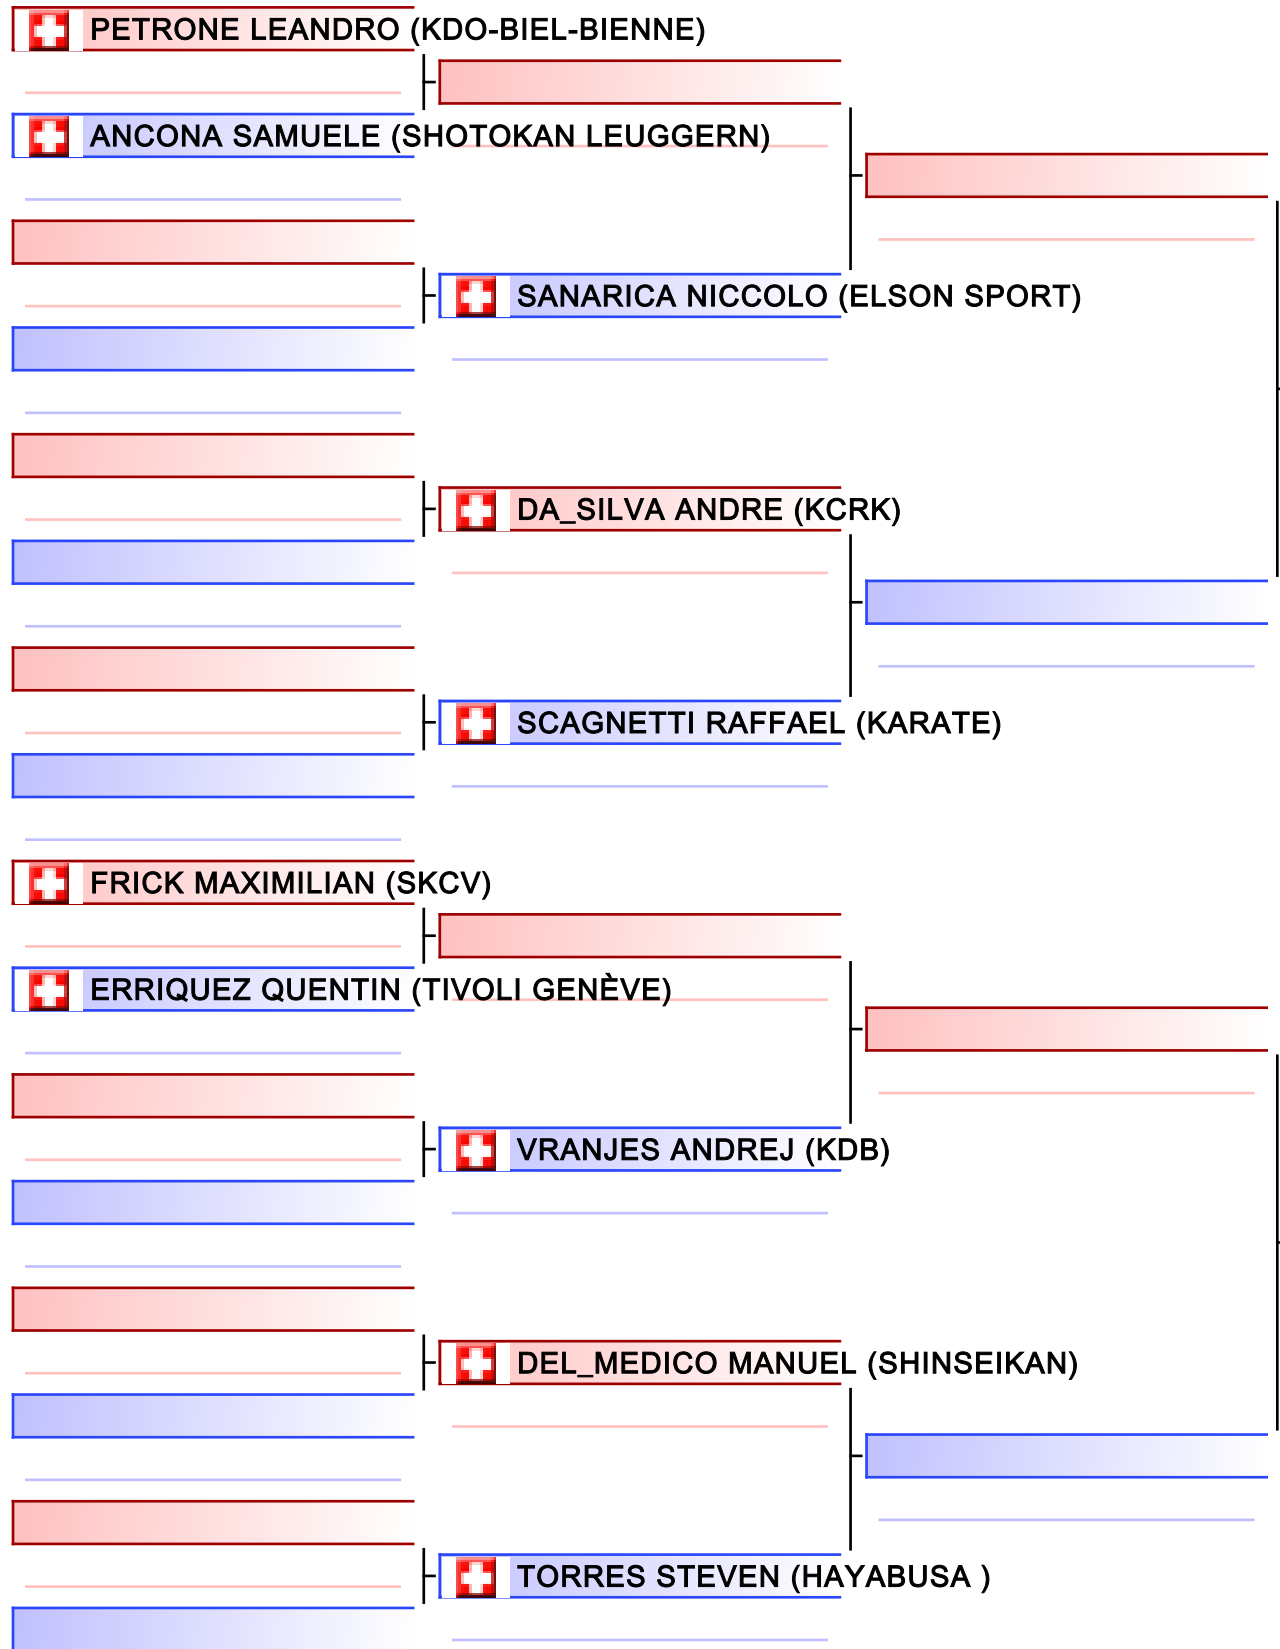 PETRONE LEANDRO (KDO-BIEL-BIENNE)
ANCONA SAMUELE (SHOTOKAN LEUGGERN)
SANARICA NICCOLO (ELSON SPORT)
DA_SILVA ANDRE (KCRK)
SCAGNETTI RAFFAEL (KARATE)
FRICK MAXIMILIAN (SKCV)
ERRIQUEZ QUENTIN (TIVOLI GENÈVE)
VRANJES ANDREJ (KDB)
DEL_MEDICO MANUEL (SHINSEIKAN)
TORRES STEVEN (HAYABUSA )